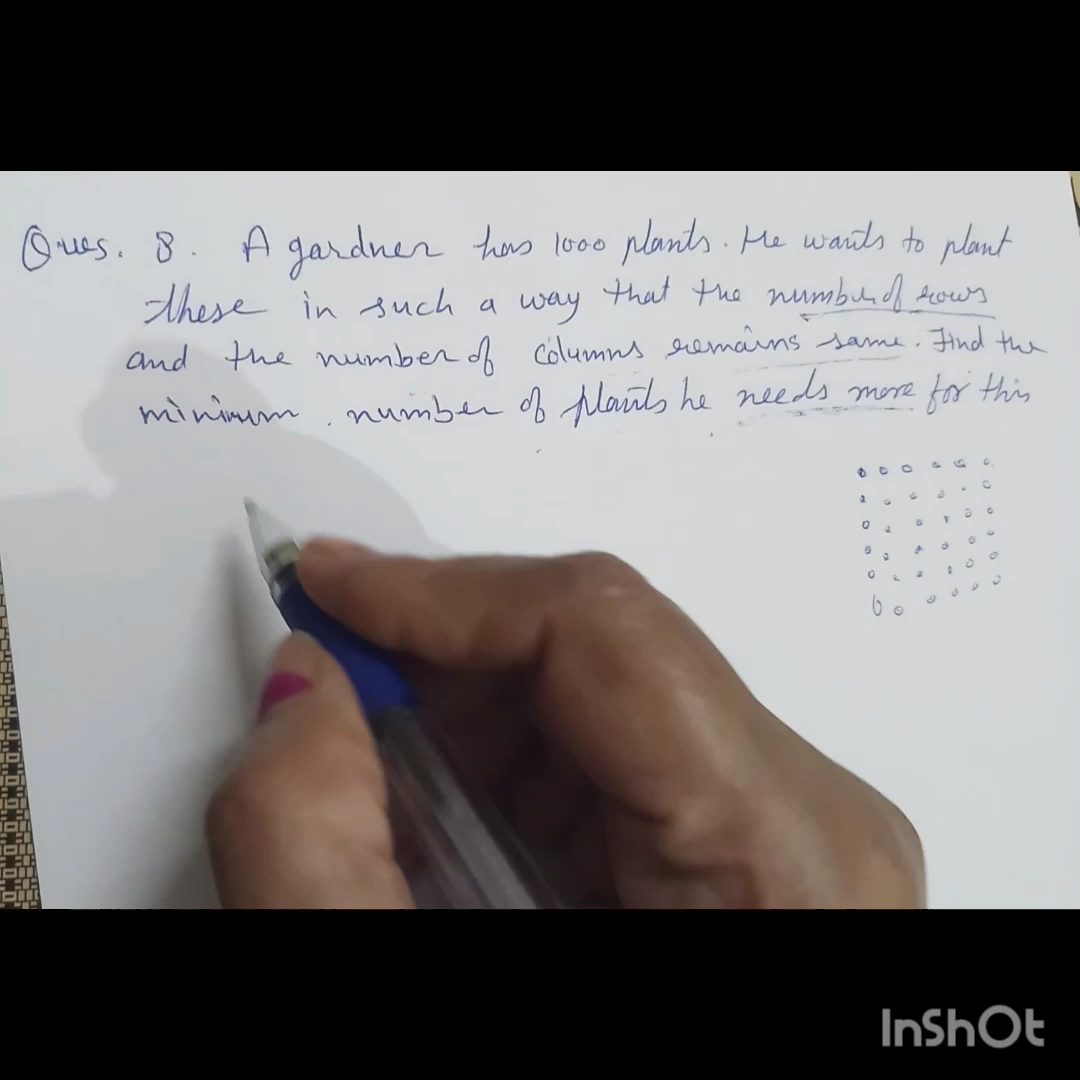 Ques. 8. A gardner has 1000 plants. He wants to plant
these in such a way that the number of rows
and the number of columns remains same. Find the
minimum number of plants he needs more for this
InShOt